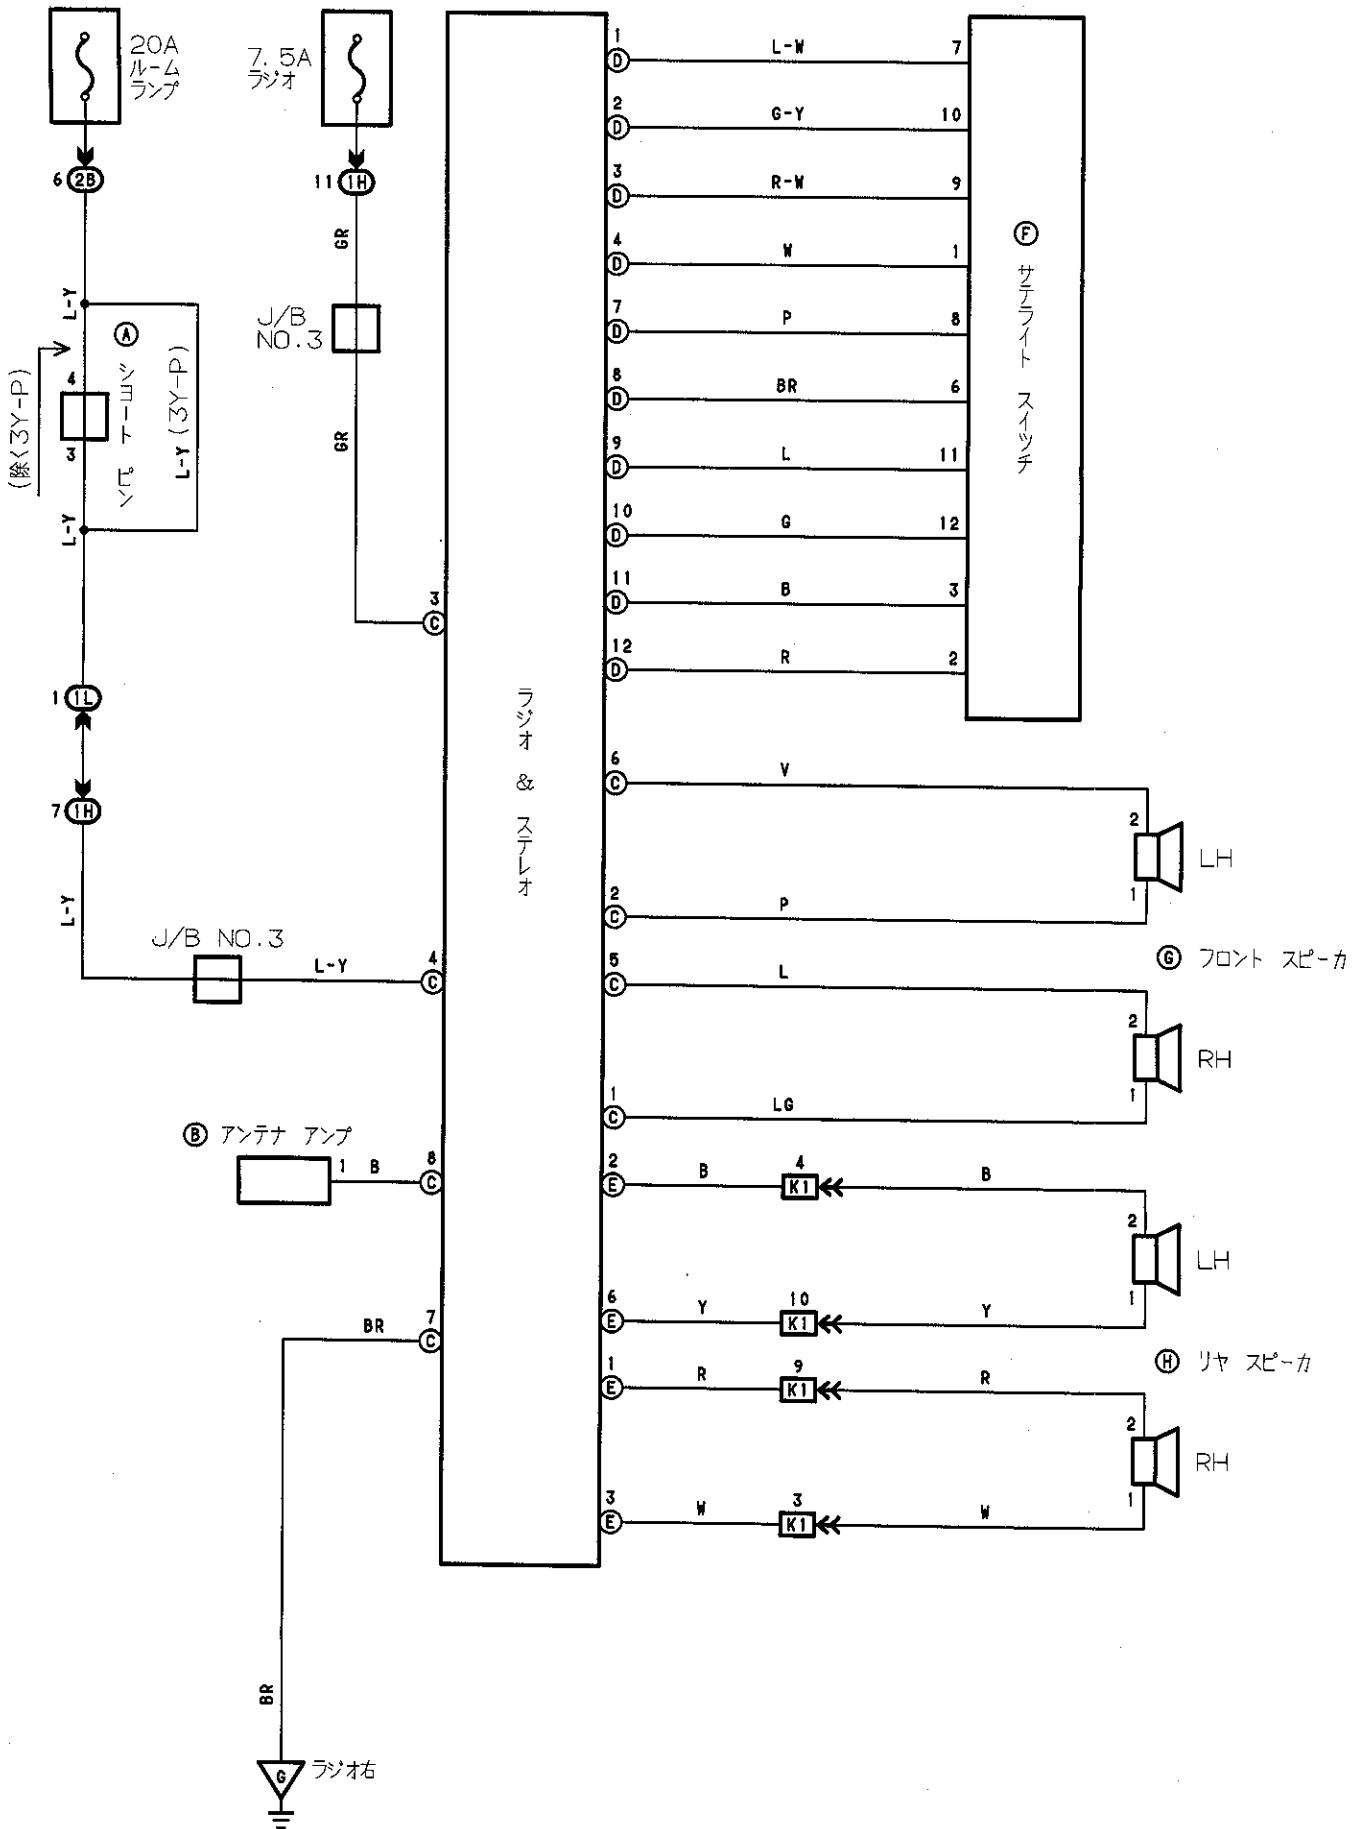 20A
ルーム
ランプ
7.5A
ラジオ
6 2B
11 1H
L-Y
GR
J/B
NO.3
A ショート ピン
(除く3Y-P)
4
3
L-Y (3Y-P)
L-Y
GR
3 C
1 1L
7 1H
L-Y
J/B NO.3
L-Y
4 C
B アンテナ アンプ
1 B
8 C
BR
7 C
BR
G ラジオ右
ラジオ & ステレオ
1 D L-W 7
2 D G-Y 10
3 D R-W 9
4 D W 1
7 D P 8
8 D BR 6
9 D L 11
10 D G 12
11 D B 3
12 D R 2
F サテライト スイッチ
6 C V 2
LH
2 C P 1
G フロント スピーカ
5 C L 2
RH
1 C LG 1
2 E B 4 K1 B 2
LH
6 E Y 10 K1 Y 1
H リヤ スピーカ
1 E R 9 K1 R 2
RH
3 E W 3 K1 W 1